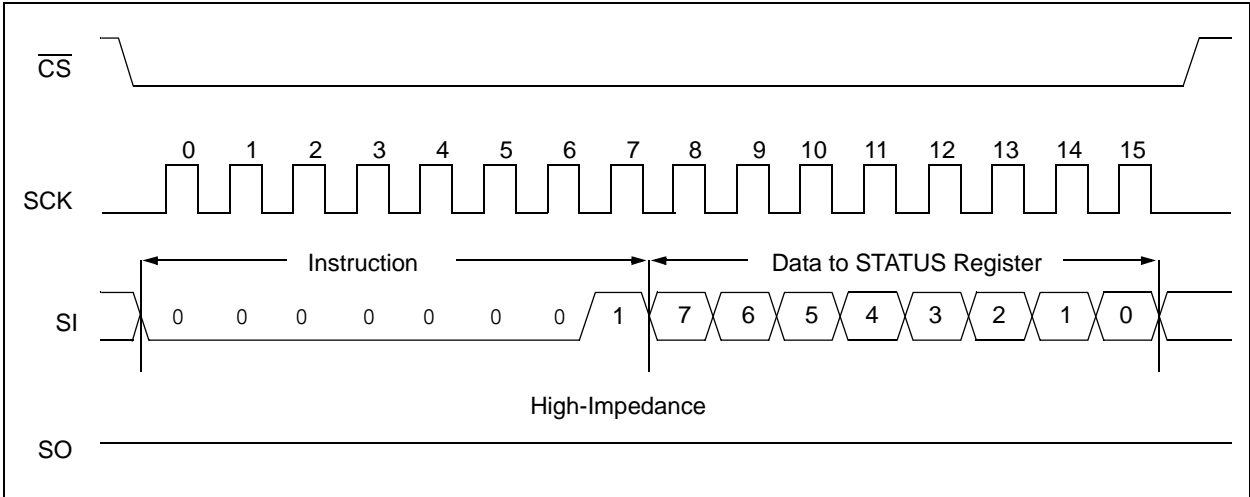 CS
0 1 2 3 4 5 6 7 8 9 10 11 12 13 14 15
SCK
Instruction Data to STATUS Register
SI 0 0 0 0 0 0 0 1 7 6 5 4 3 2 1 0
High-Impedance
SO